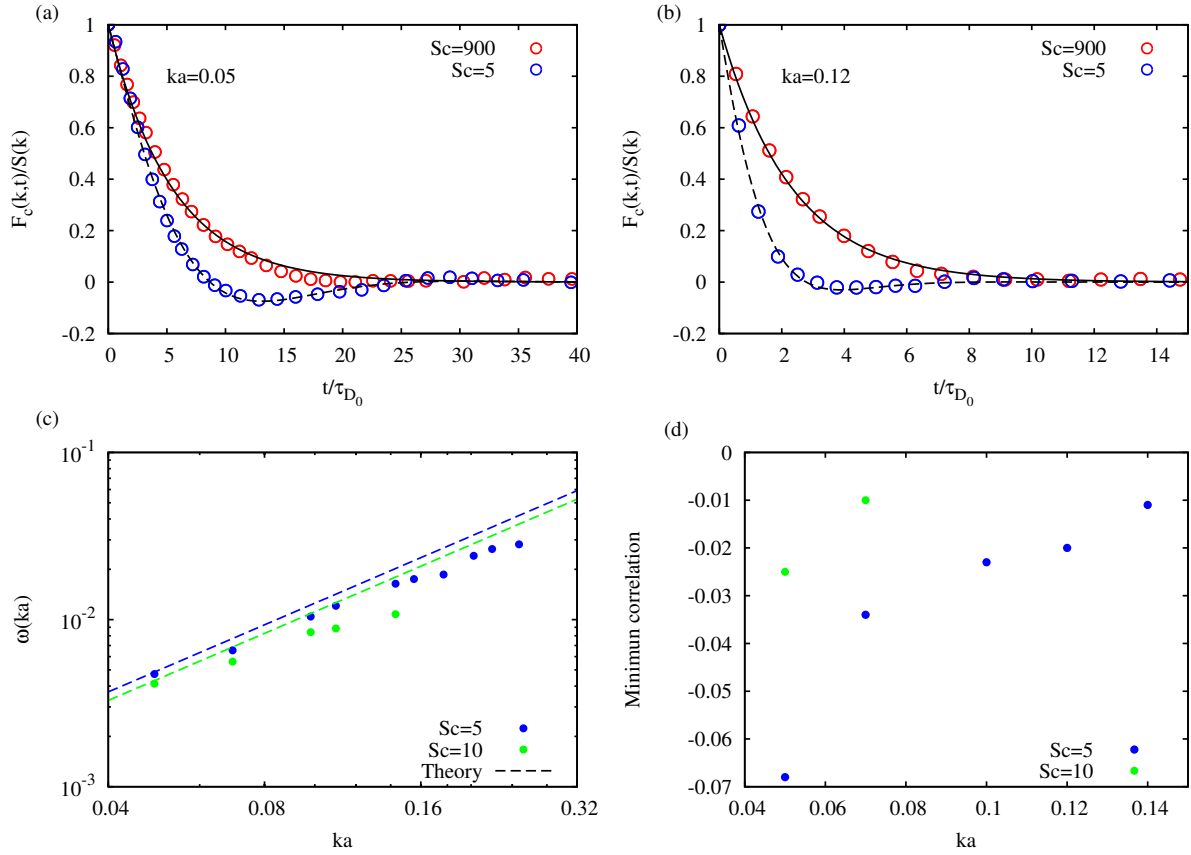 (a)
1
0.8
0.6
0.4
0.2
0
-0.2
F_c(k,t)/S(k)
ka=0.05
Sc=900
Sc=5
0 5 10 15 20 25 30 35 40
t/τ_{D_0}
(b)
1
0.8
0.6
0.4
0.2
0
-0.2
F_c(k,t)/S(k)
ka=0.12
Sc=900
Sc=5
0 2 4 6 8 10 12 14
t/τ_{D_0}
(c)
10^{-1}
10^{-2}
10^{-3}
ω(ka)
Sc=5
Sc=10
Theory
0.04 0.08 0.16 0.32
ka
(d)
0
-0.01
-0.02
-0.03
-0.04
-0.05
-0.06
-0.07
Minimun correlation
Sc=5
Sc=10
0.04 0.06 0.08 0.1 0.12 0.14
ka